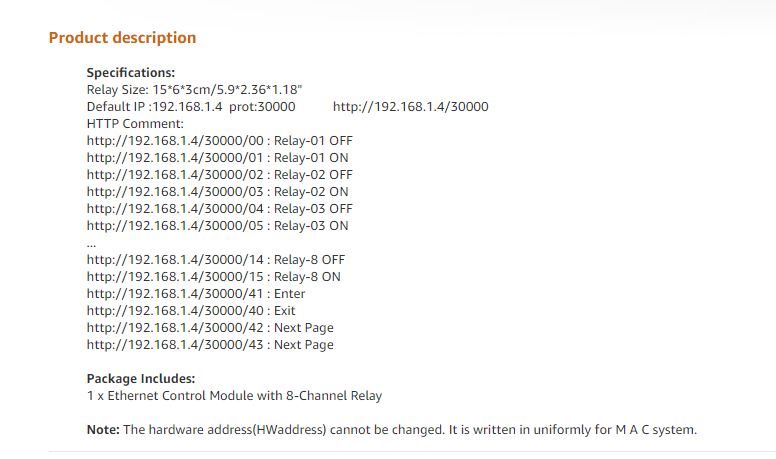 Product description
Specifications:
Relay Size: 15*6*3cm/5.9*2.36*1.18"
Default IP :192.168.1.4 prot:30000 http://192.168.1.4/30000
HTTP Comment:
http://192.168.1.4/30000/00 : Relay-01 OFF
http://192.168.1.4/30000/01 : Relay-01 ON
http://192.168.1.4/30000/02 : Relay-02 OFF
http://192.168.1.4/30000/03 : Relay-02 ON
http://192.168.1.4/30000/04 : Relay-03 OFF
http://192.168.1.4/30000/05 : Relay-03 ON
...
http://192.168.1.4/30000/14 : Relay-8 OFF
http://192.168.1.4/30000/15 : Relay-8 ON
http://192.168.1.4/30000/41 : Enter
http://192.168.1.4/30000/40 : Exit
http://192.168.1.4/30000/42 : Next Page
http://192.168.1.4/30000/43 : Next Page
Package Includes:
1 x Ethernet Control Module with 8-Channel Relay
Note: The hardware address(HWaddress) cannot be changed. It is written in uniformly for M A C system.